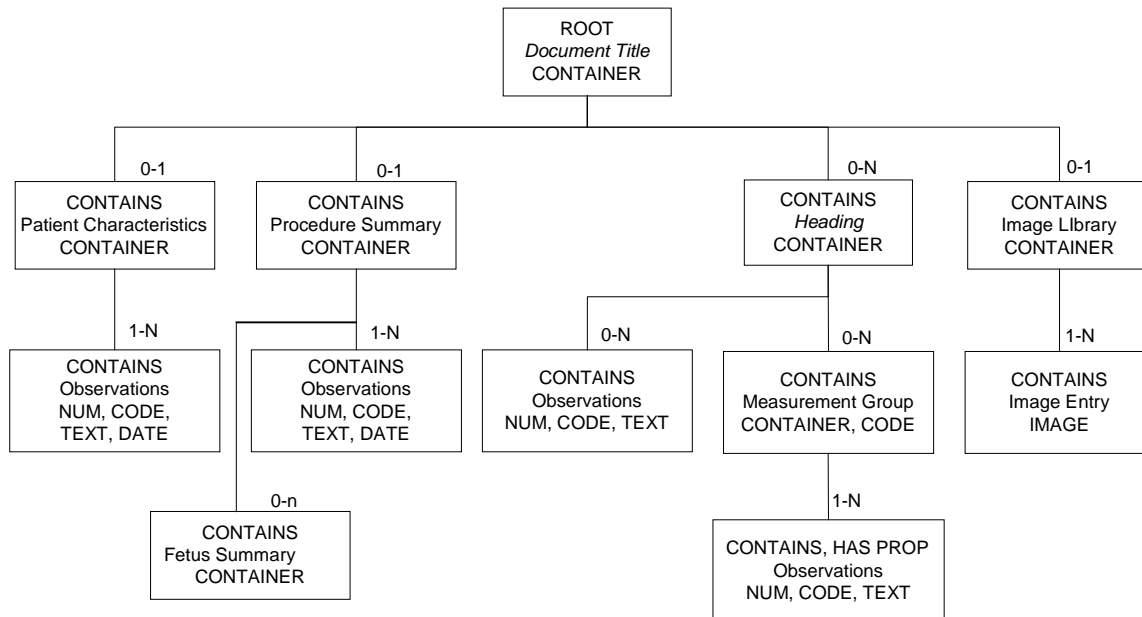 ROOT
Document Title
CONTAINER
0-1
CONTAINS
Patient Characteristics
CONTAINER
0-1
CONTAINS
Procedure Summary
CONTAINER
0-N
CONTAINS
Heading
CONTAINER
0-1
CONTAINS
Image LIbrary
CONTAINER
1-N
CONTAINS
Observations
NUM, CODE,
TEXT, DATE
1-N
CONTAINS
Observations
NUM, CODE,
TEXT, DATE
0-N
CONTAINS
Observations
NUM, CODE, TEXT
0-N
CONTAINS
Measurement Group
CONTAINER, CODE
1-N
CONTAINS
Image Entry
IMAGE
0-n
CONTAINS
Fetus Summary
CONTAINER
1-N
CONTAINS, HAS PROP
Observations
NUM, CODE, TEXT